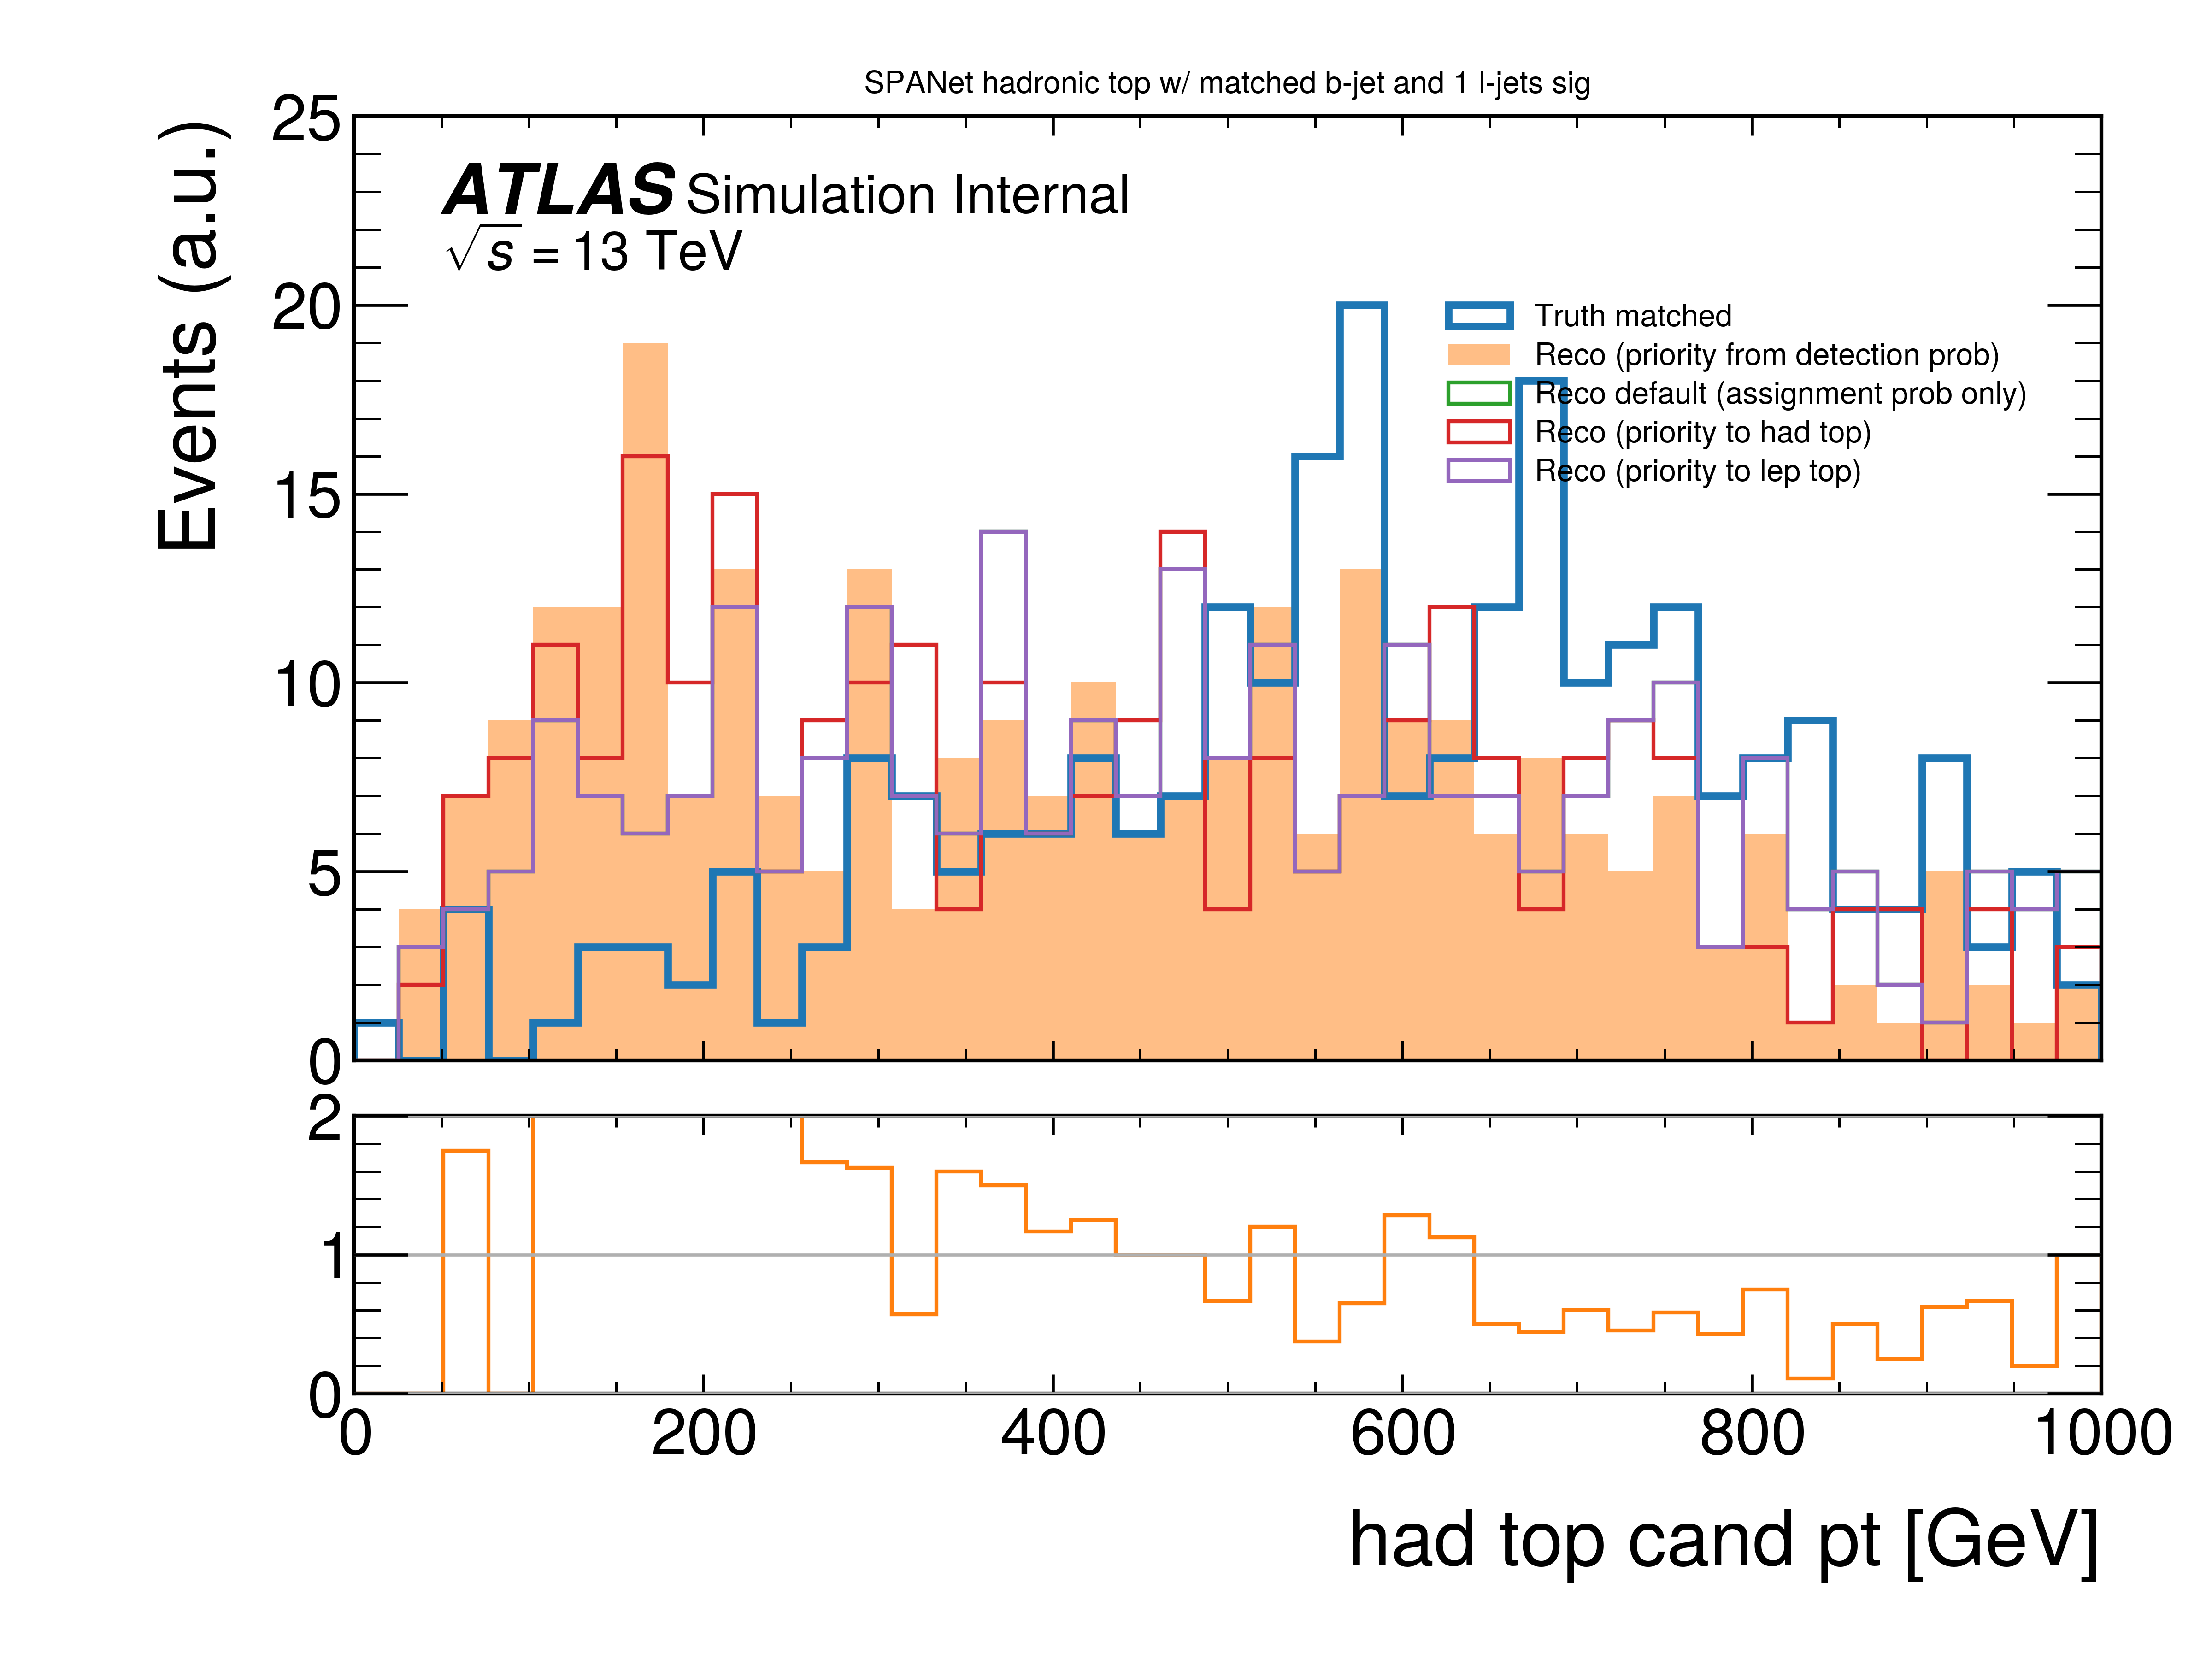 SPANet hadronic top w/ matched b-jet and 1 l-jets sig
Events (a.u.)
25
20
15
10
5
0
ATLAS Simulation Internal
√s = 13 TeV
Truth matched
Reco (priority from detection prob)
Reco default (assignment prob only)
Reco (priority to had top)
Reco (priority to lep top)
2
1
0
0 200 400 600 800 1000
had top cand pt [GeV]